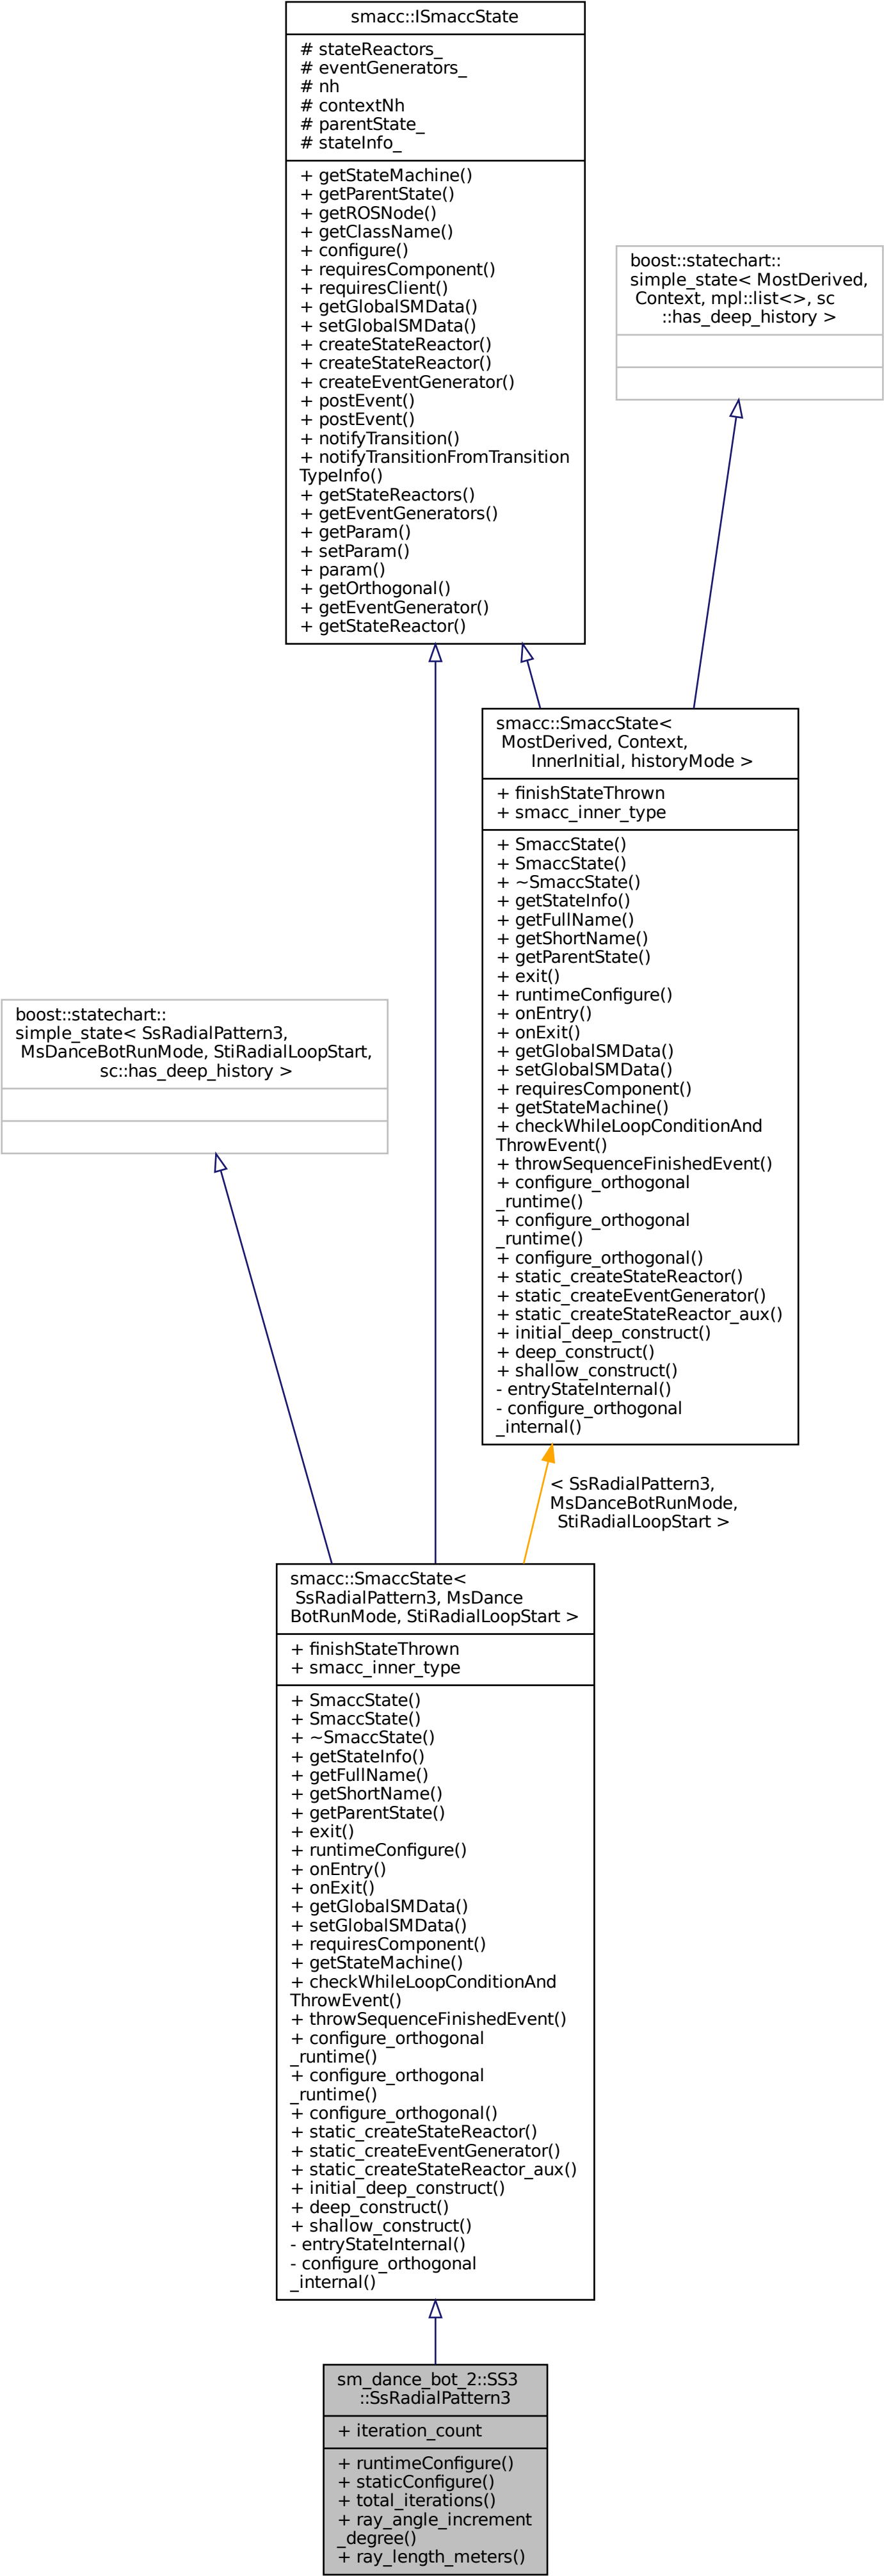 smacc::ISmaccState
# stateReactors_
# eventGenerators_
# nh
# contextNh
# parentState_
# stateInfo_
+ getStateMachine()
+ getParentState()
+ getROSNode()
+ getClassName()
+ configure()
+ requiresComponent()
+ requiresClient()
+ getGlobalSMData()
+ setGlobalSMData()
+ createStateReactor()
+ createStateReactor()
+ createEventGenerator()
+ postEvent()
+ postEvent()
+ notifyTransition()
+ notifyTransitionFromTransition
TypeInfo()
+ getStateReactors()
+ getEventGenerators()
+ getParam()
+ setParam()
+ param()
+ getOrthogonal()
+ getEventGenerator()
+ getStateReactor()
boost::statechart::
simple_state< MostDerived,
Context, mpl::list<>, sc
::has_deep_history >
smacc::SmaccState<
MostDerived, Context,
InnerInitial, historyMode >
+ finishStateThrown
+ smacc_inner_type
+ SmaccState()
+ SmaccState()
+ ~SmaccState()
+ getStateInfo()
+ getFullName()
+ getShortName()
+ getParentState()
+ exit()
+ runtimeConfigure()
+ onEntry()
+ onExit()
+ getGlobalSMData()
+ setGlobalSMData()
+ requiresComponent()
+ getStateMachine()
+ checkWhileLoopConditionAnd
ThrowEvent()
+ throwSequenceFinishedEvent()
+ configure_orthogonal
_runtime()
+ configure_orthogonal
_runtime()
+ configure_orthogonal()
+ static_createStateReactor()
+ static_createEventGenerator()
+ static_createStateReactor_aux()
+ initial_deep_construct()
+ deep_construct()
+ shallow_construct()
- entryStateInternal()
- configure_orthogonal
_internal()
boost::statechart::
simple_state< SsRadialPattern3,
MsDanceBotRunMode, StiRadialLoopStart,
sc::has_deep_history >
< SsRadialPattern3,
MsDanceBotRunMode,
StiRadialLoopStart >
smacc::SmaccState<
SsRadialPattern3, MsDance
BotRunMode, StiRadialLoopStart >
+ finishStateThrown
+ smacc_inner_type
+ SmaccState()
+ SmaccState()
+ ~SmaccState()
+ getStateInfo()
+ getFullName()
+ getShortName()
+ getParentState()
+ exit()
+ runtimeConfigure()
+ onEntry()
+ onExit()
+ getGlobalSMData()
+ setGlobalSMData()
+ requiresComponent()
+ getStateMachine()
+ checkWhileLoopConditionAnd
ThrowEvent()
+ throwSequenceFinishedEvent()
+ configure_orthogonal
_runtime()
+ configure_orthogonal
_runtime()
+ configure_orthogonal()
+ static_createStateReactor()
+ static_createEventGenerator()
+ static_createStateReactor_aux()
+ initial_deep_construct()
+ deep_construct()
+ shallow_construct()
- entryStateInternal()
- configure_orthogonal
_internal()
sm_dance_bot_2::SS3
::SsRadialPattern3
+ iteration_count
+ runtimeConfigure()
+ staticConfigure()
+ total_iterations()
+ ray_angle_increment
_degree()
+ ray_length_meters()